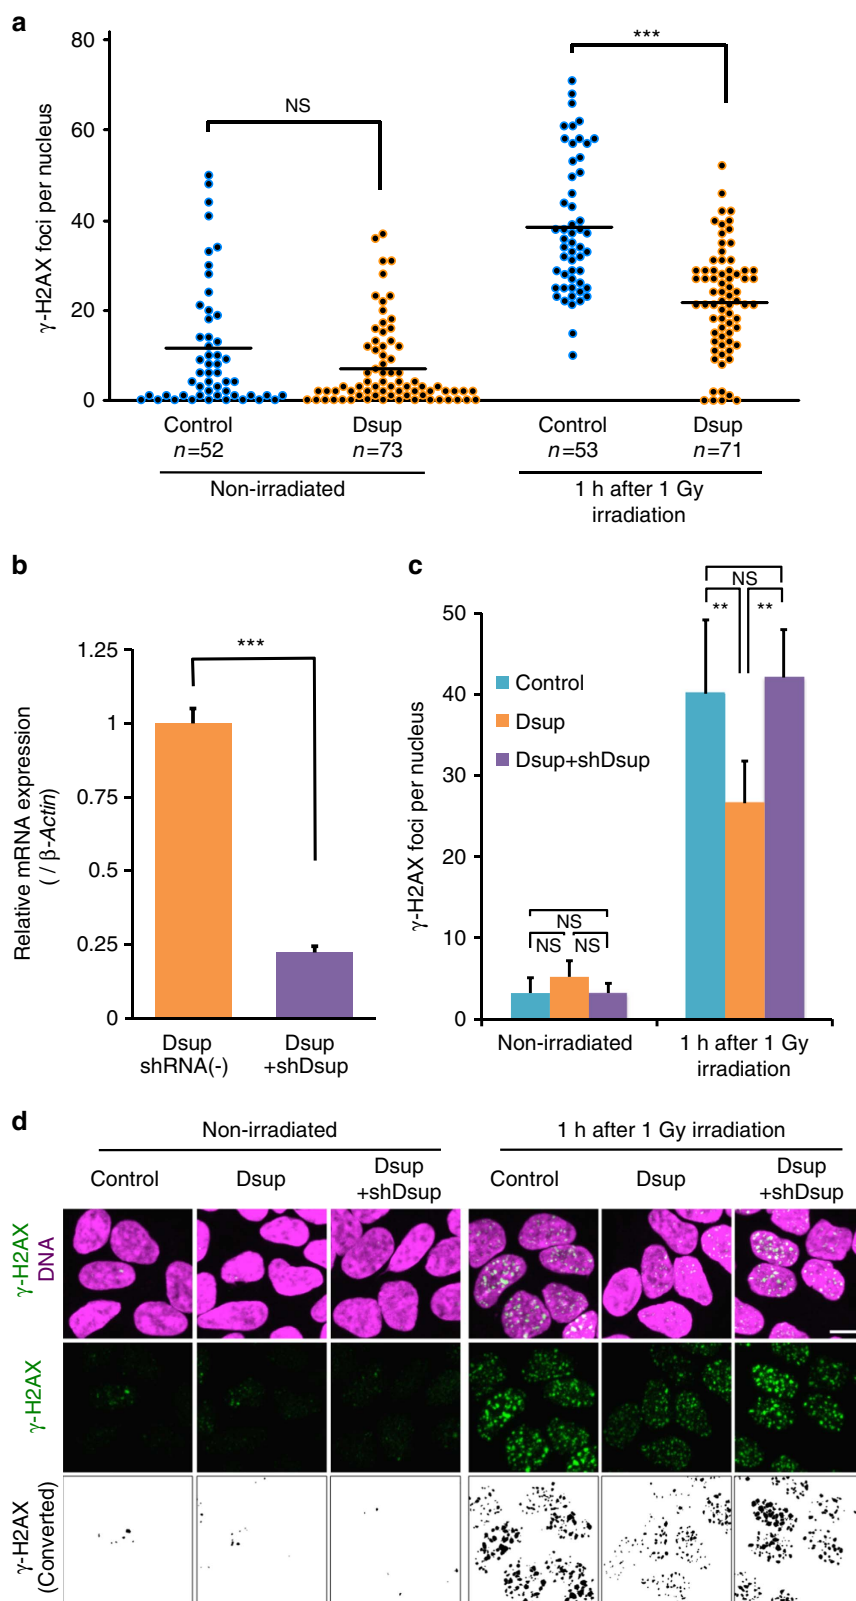 a
γ-H2AX foci per nucleus
80
60
40
20
0
NS
***
Control
n=52
Dsup
n=73
Control
n=53
Dsup
n=71
Non-irradiated
1 h after 1 Gy
irradiation
b
Relative mRNA expression
( / β-Actin)
1.25
1
0.75
0.5
0.25
0
***
Dsup
shRNA(-)
Dsup
+shDsup
c
γ-H2AX foci per nucleus
50
40
30
20
10
0
Control
Dsup
Dsup+shDsup
NS
NS
NS
NS
**
**
Non-irradiated
1 h after 1 Gy
irradiation
d
Non-irradiated
1 h after 1 Gy irradiation
Control
Dsup
Dsup
+shDsup
Control
Dsup
Dsup
+shDsup
γ-H2AX
DNA
γ-H2AX
γ-H2AX
(Converted)